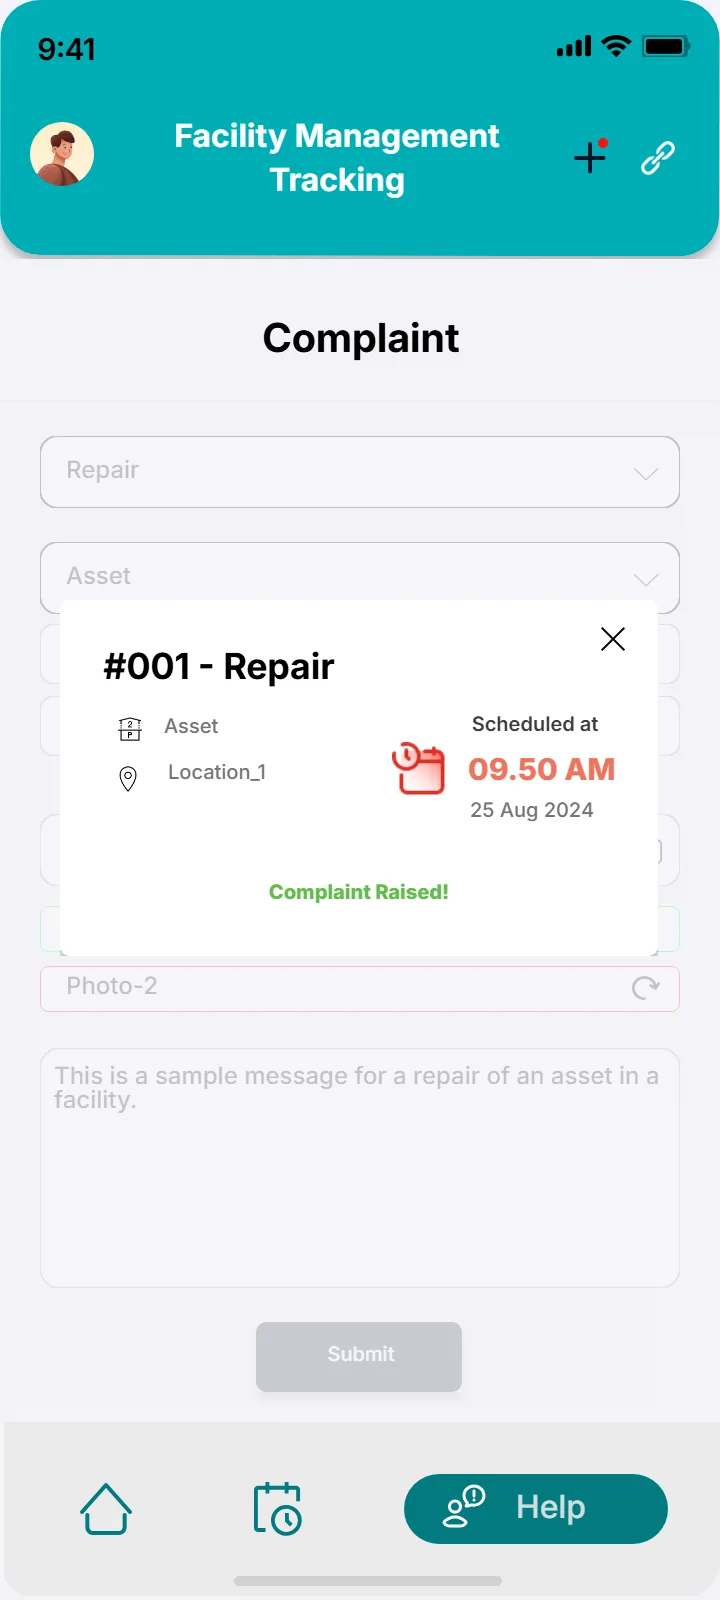 9:41
Facility Management
Tracking
Complaint
Repair
Asset
#001 - Repair
2
P
Asset
Location_1
Scheduled at
09.50 AM
25 Aug 2024
Complaint Raised!
Photo-2
This is a sample message for a repair of an asset in a
facility.
Submit
Help